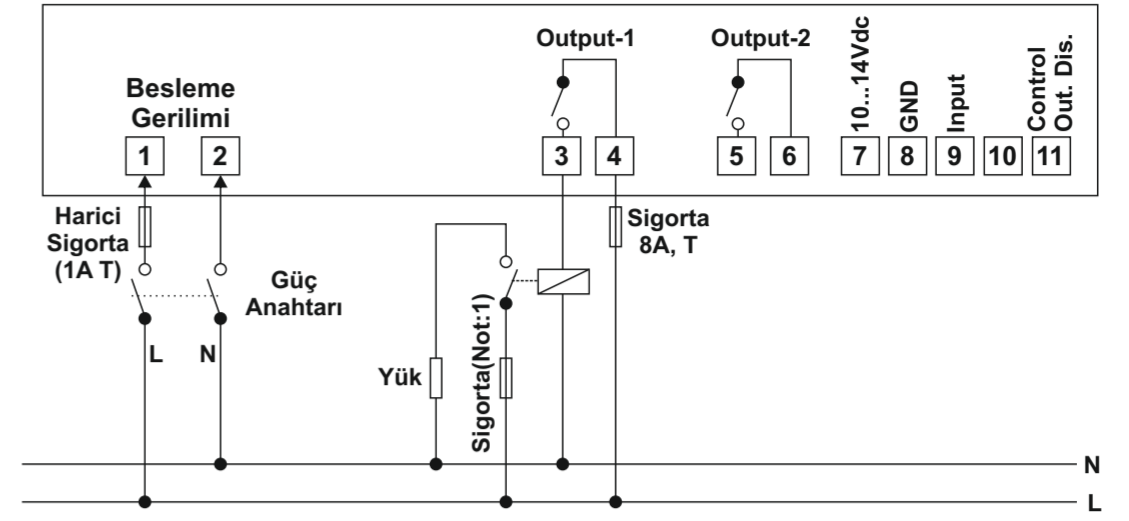 Output-1
Output-2
Besleme
Gerilimi
10...14Vdc
GND
Input
Control
Out. Dis.
1
2
3
4
5
6
7
8
9
10
11
Harici
Sigorta
(1A T)
Güç
Anahtarı
Sigorta
8A, T
L
N
Yük
Sigorta(Not:1)
N
L